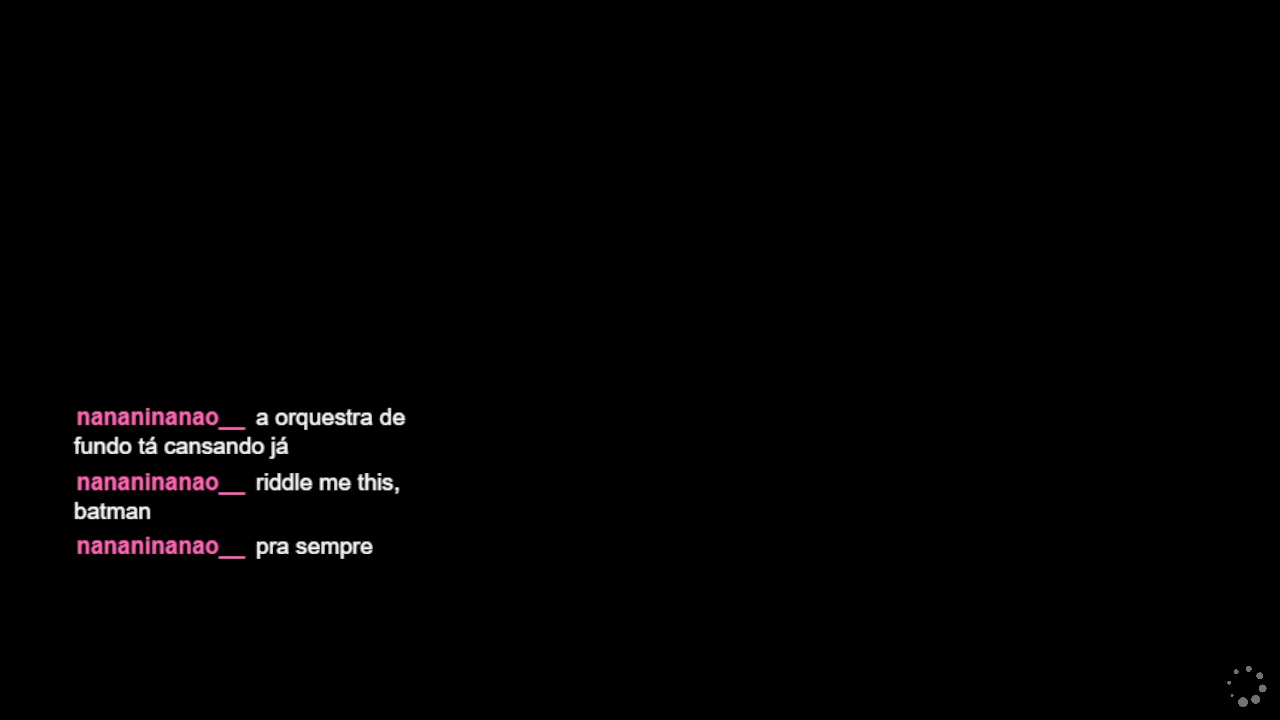 nananinanao__ a orquestra de
fundo tá cansando já
nananinanao__ riddle me this,
batman
nananinanao__ pra sempre